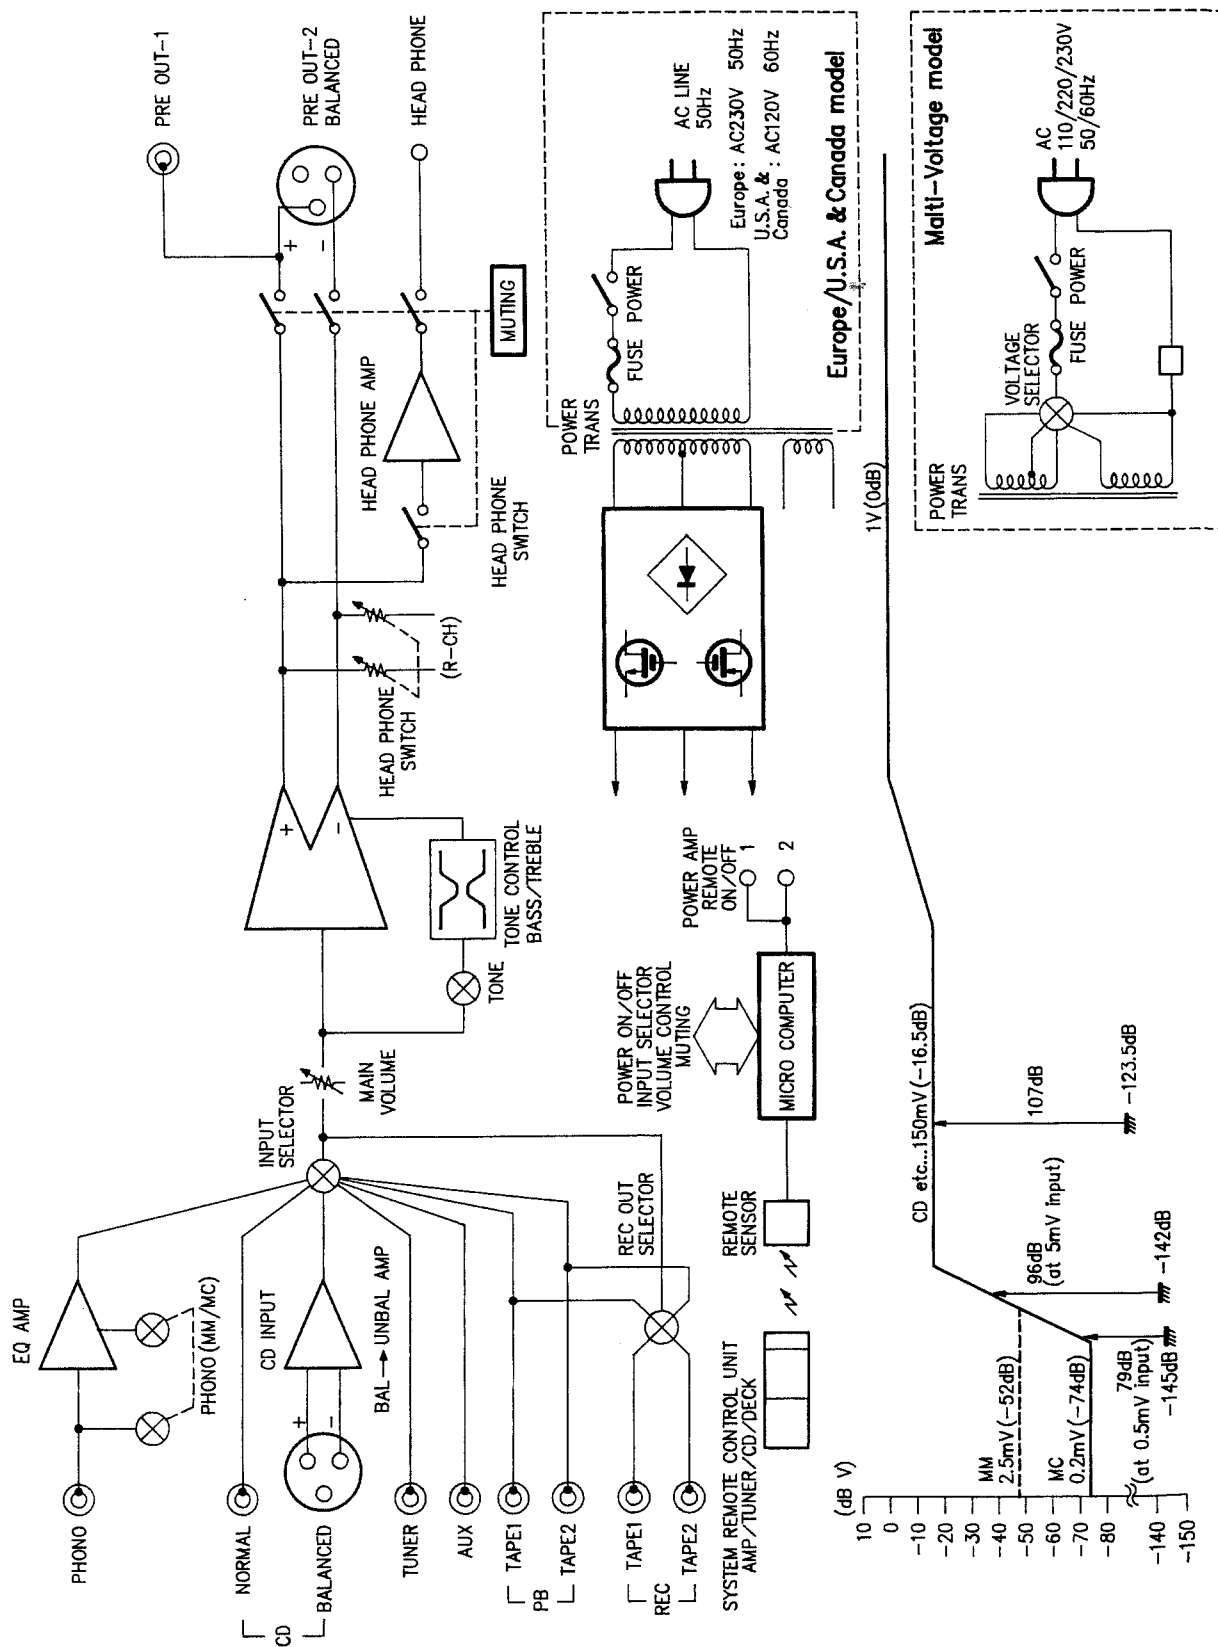 PHONO
EQ AMP
PHONO (MM/MC)
NORMAL
CD
BALANCED
+
−
CD INPUT
BAL → UNBAL AMP
TUNER
AUX
PB
TAPE1
TAPE2
REC
TAPE1
TAPE2
INPUT
SELECTOR
REC OUT
SELECTOR
MAIN
VOLUME
TONE
TONE CONTROL
BASS/TREBLE
+
−
HEAD PHONE
SWITCH
(R-CH)
HEAD PHONE AMP
HEAD PHONE
SWITCH
MUTING
+
−
PRE OUT-1
PRE OUT-2
BALANCED
HEAD PHONE
SYSTEM REMOTE CONTROL UNIT
AMP/TUNER/CD/DECK
REMOTE
SENSOR
MICRO COMPUTER
POWER ON/OFF
INPUT SELECTOR
VOLUME CONTROL
MUTING
POWER AMP
REMOTE
ON/OFF
1
2
POWER
TRANS
FUSE
POWER
AC LINE
50Hz
Europe : AC230V 50Hz
U.S.A. &
Canada : AC120V 60Hz
Europe/U.S.A. & Canada model
(dB V)
10
0
-10
-20
-30
-40
-50
-60
-70
-80
-140
-150
MM
2.5mV (-52dB)
MC
0.2mV (-74dB)
79dB
(at 0.5mV input)
-145dB
96dB
(at 5mV input)
-142dB
CD etc...150mV (-16.5dB)
107dB
-123.5dB
1V (0dB)
Malti-Voltage model
POWER
TRANS
VOLTAGE
SELECTOR
FUSE
POWER
AC
110/220/230V
50/60Hz